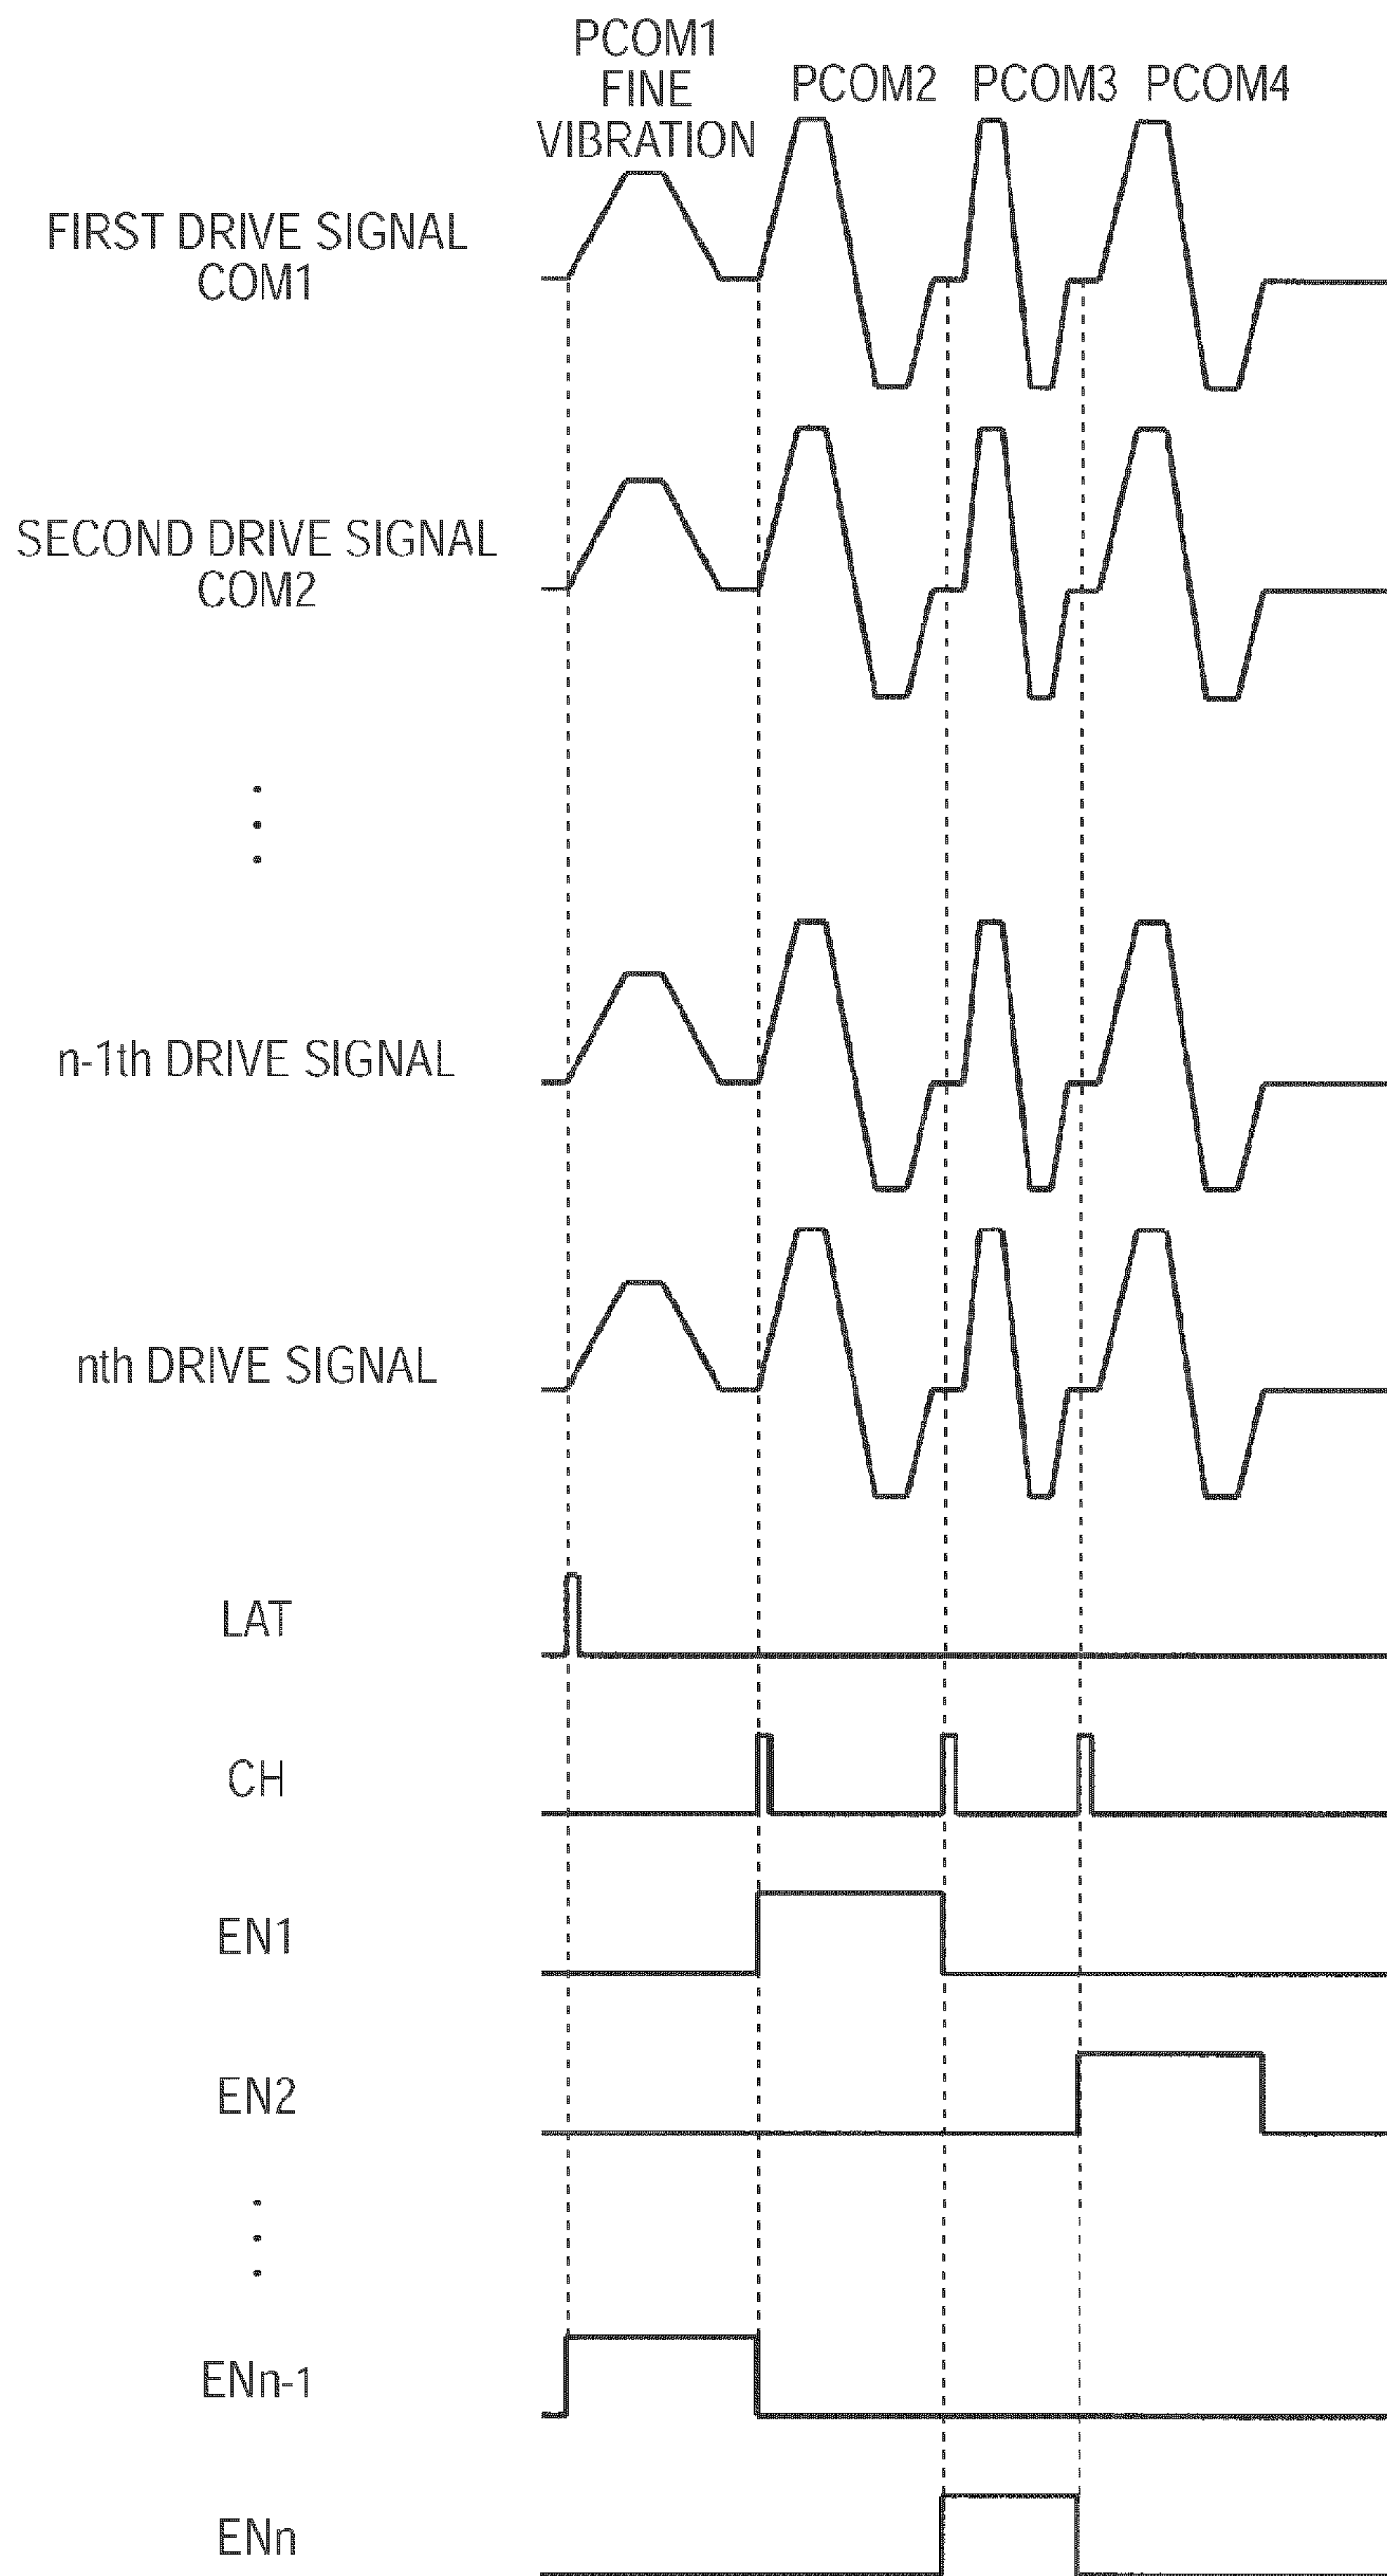 PCOM1
FINE
VIBRATION
PCOM2
PCOM3
PCOM4
FIRST DRIVE SIGNAL
COM1
SECOND DRIVE SIGNAL
COM2
n-1th DRIVE SIGNAL
nth DRIVE SIGNAL
LAT
CH
EN1
EN2
ENn-1
ENn